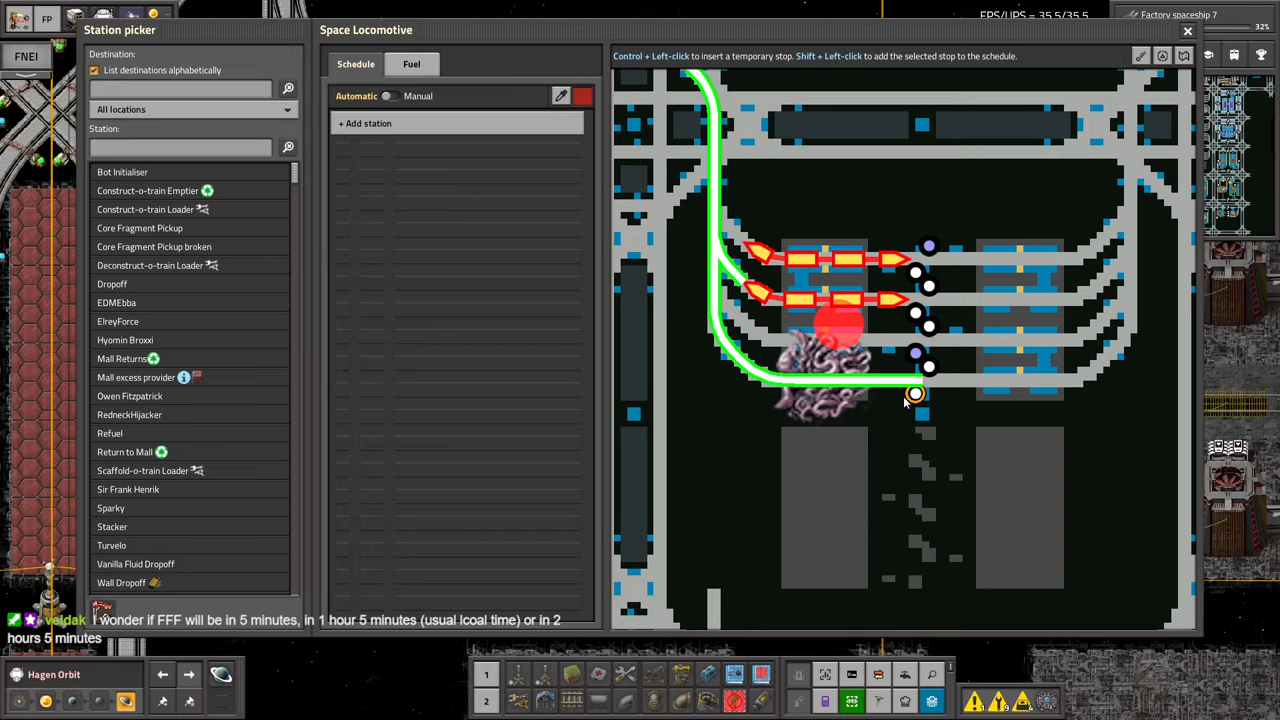 FP
FPS/UPS = 35.5/35.5
Factory spaceship 7
32%
FNEI
Station picker
Destination:
List destinations alphabetically
All locations
Station:
Bot Initialiser
Construct-o-train Emptier
Construct-o-train Loader
Core Fragment Pickup
Core Fragment Pickup broken
Deconstruct-o-train Loader
Dropoff
EDMEbba
ElreyForce
Hyomin Broxxi
Mall Returns
Mall excess provider
Owen Fitzpatrick
RedneckHijacker
Refuel
Return to Mall
Scaffold-o-train Loader
Sir Frank Henrik
Sparky
Stacker
Turvelo
Vanilla Fluid Dropoff
Wall Dropoff
Space Locomotive
Schedule
Fuel
Automatic
Manual
+ Add station
Control + Left-click to insert a temporary stop. Shift + Left-click to add the selected stop to the schedule.
veldak I wonder if FFF will be in 5 minutes, in 1 hour 5 minutes (usual lcoal time) or in 2
hours 5 minutes
Hagen Orbit
1
2